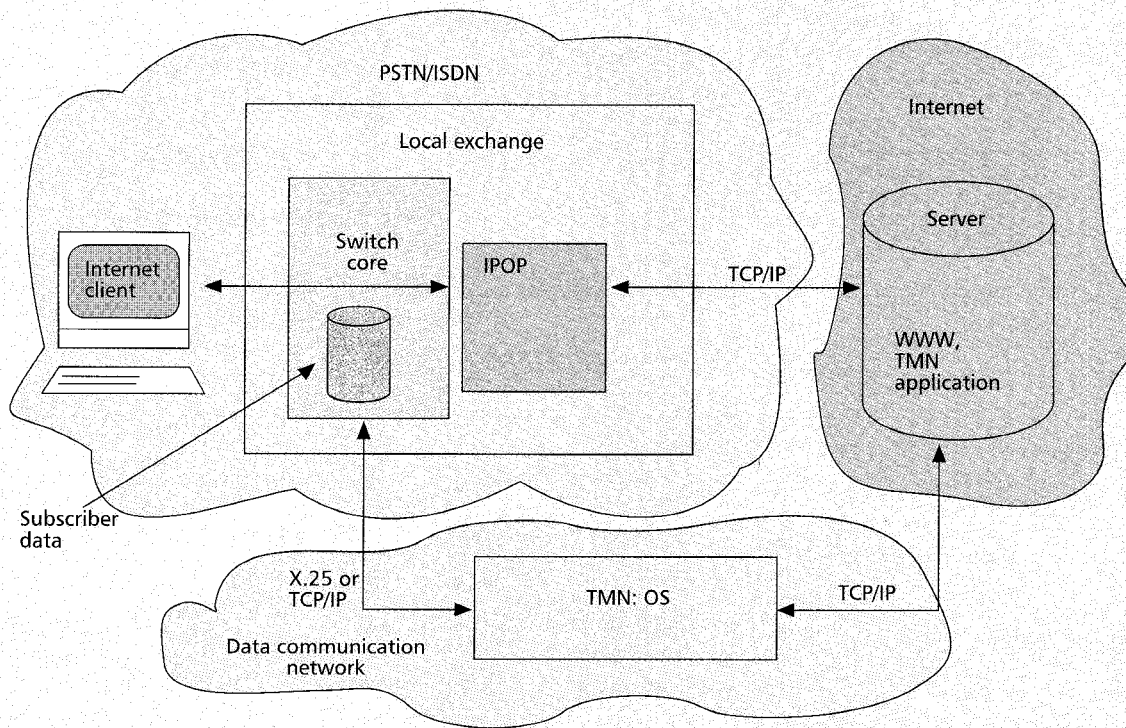 PSTN/ISDN
Internet
Local exchange
Server
Switch
core
IPOP
Internet
client
TCP/IP
WWW,
TMN
application
Subscriber
data
X.25 or
TCP/IP
TMN: OS
TCP/IP
Data communication
network